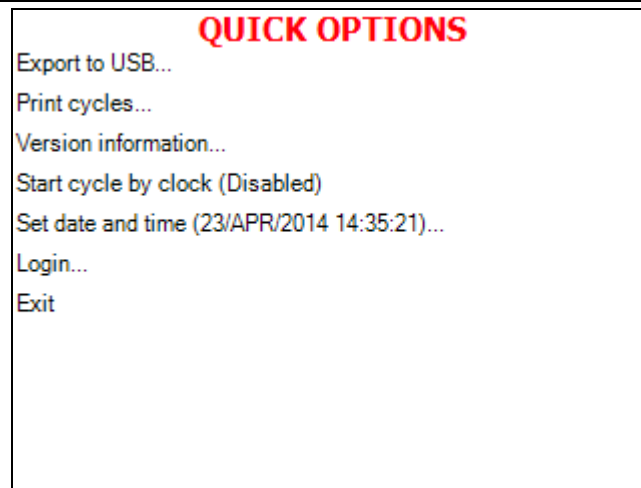 QUICK OPTIONS
Export to USB...
Print cycles...
Version information...
Start cycle by clock (Disabled)
Set date and time (23/APR/2014 14:35:21)...
Login...
Exit